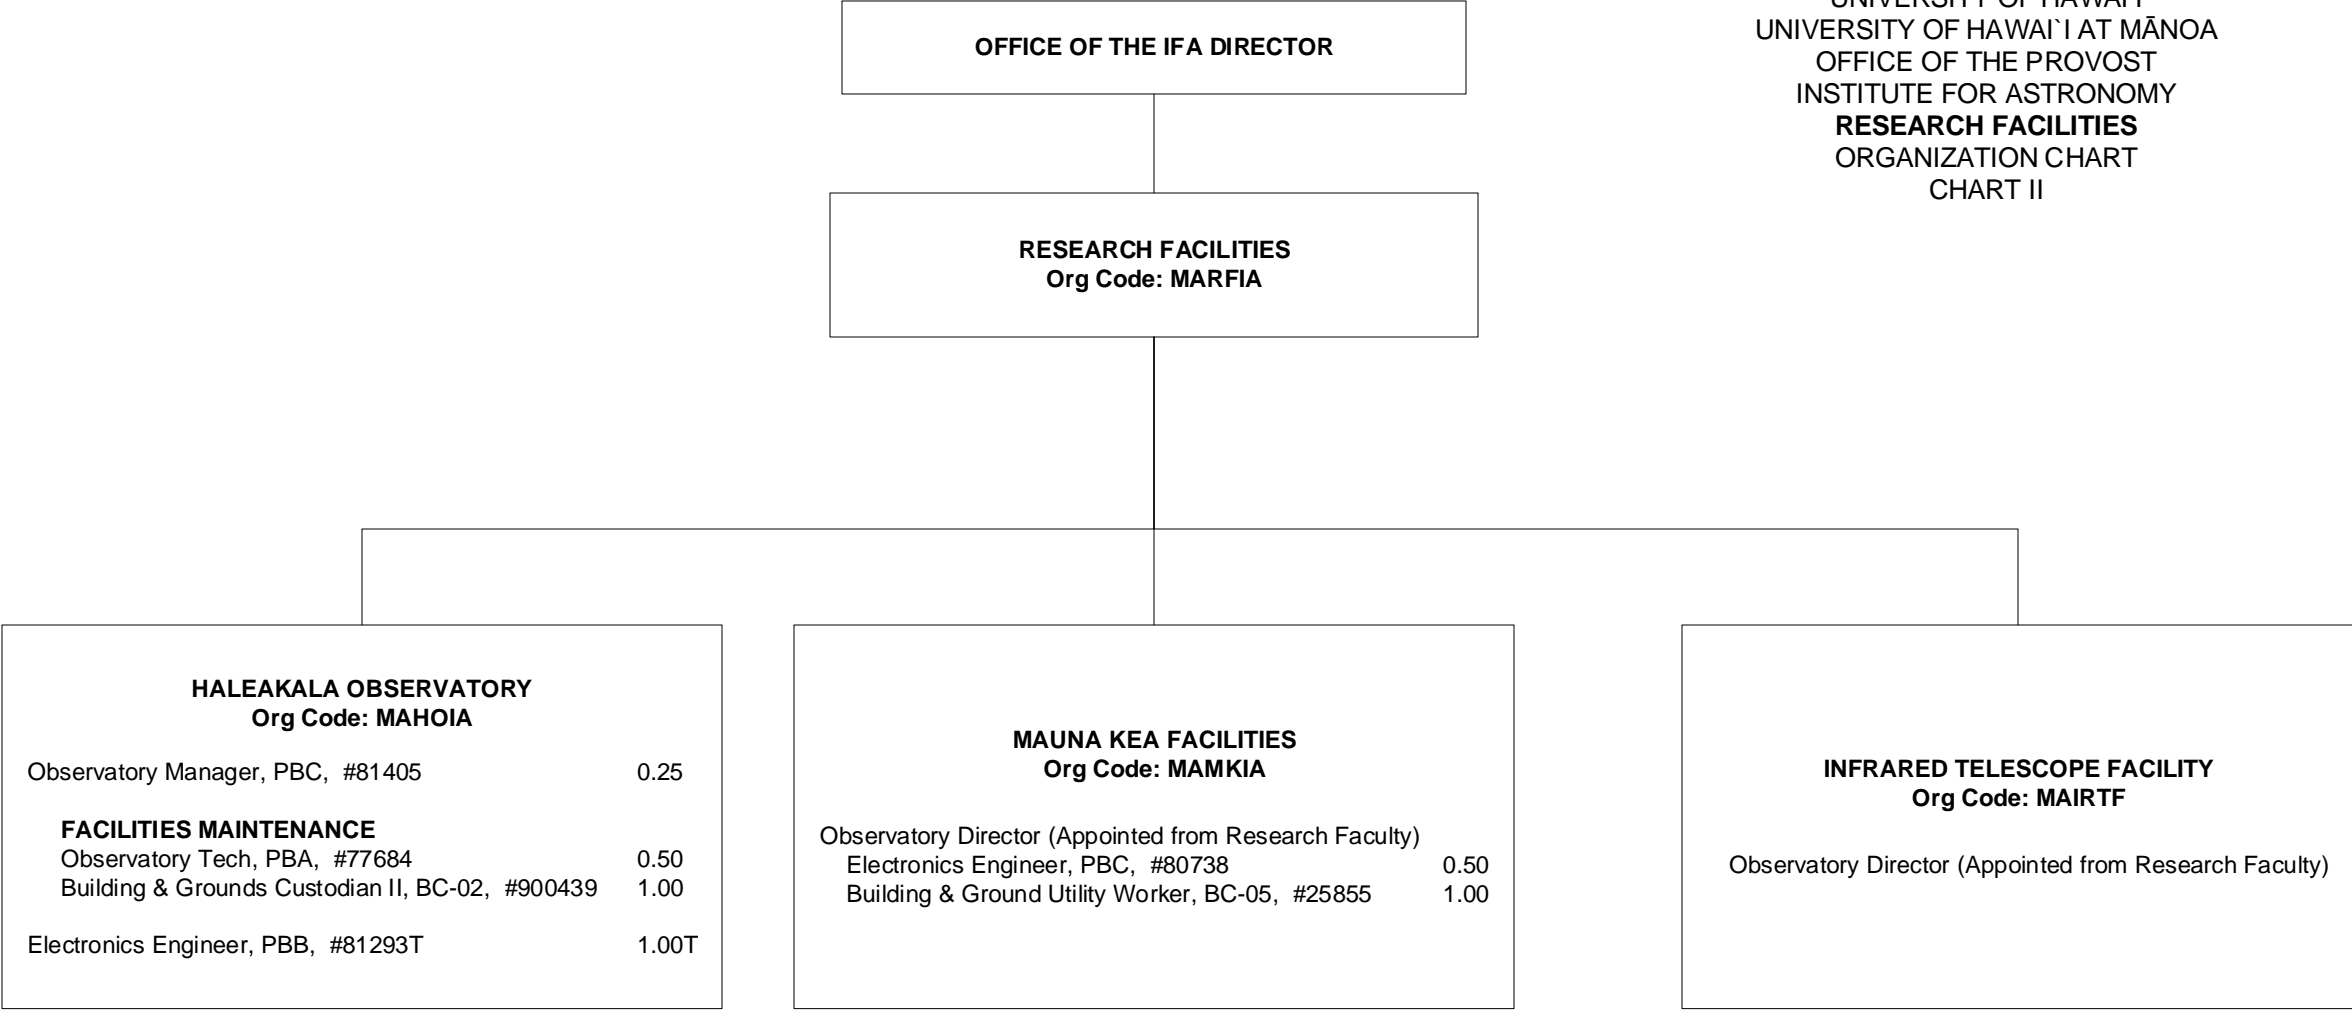 OFFICE OF THE IFA DIRECTOR
UNIVERSITY OF HAWAI`I AT MĀNOA
OFFICE OF THE PROVOST
INSTITUTE FOR ASTRONOMY
RESEARCH FACILITIES
ORGANIZATION CHART
CHART II
RESEARCH FACILITIES
Org Code: MARFIA
HALEAKALA OBSERVATORY
Org Code: MAHOIA
Observatory Manager, PBC, #81405 0.25
FACILITIES MAINTENANCE
Observatory Tech, PBA, #77684 0.50
Building & Grounds Custodian II, BC-02, #900439 1.00
Electronics Engineer, PBB, #81293T 1.00T
MAUNA KEA FACILITIES
Org Code: MAMKIA
Observatory Director (Appointed from Research Faculty)
Electronics Engineer, PBC, #80738 0.50
Building & Ground Utility Worker, BC-05, #25855 1.00
INFRARED TELESCOPE FACILITY
Org Code: MAIRTF
Observatory Director (Appointed from Research Faculty)